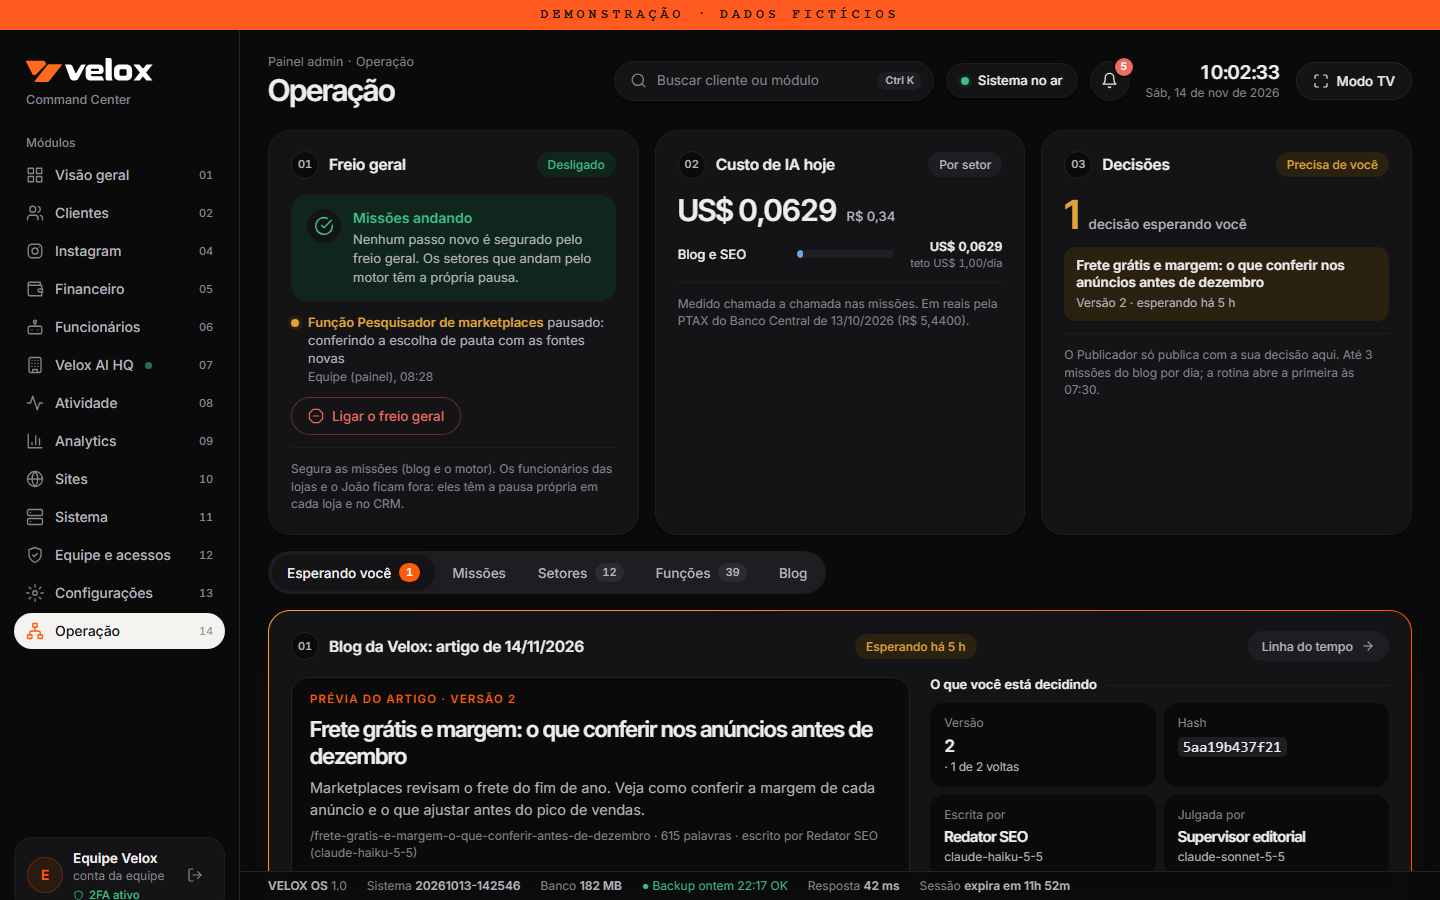 DEMONSTRAÇÃO · DADOS FICTÍCIOS
velox
Command Center
Módulos
Visão geral 01
Clientes 02
Instagram 04
Financeiro 05
Funcionários 06
Velox AI HQ 07
Atividade 08
Analytics 09
Sites 10
Sistema 11
Equipe e acessos 12
Configurações 13
Operação 14
E
Equipe Velox
conta da equipe
2FA ativo
Painel admin · Operação
Operação
Buscar cliente ou módulo Ctrl K
Sistema no ar
5
10:02:33
Sáb, 14 de nov de 2026
Modo TV
01 Freio geral Desligado
Missões andando
Nenhum passo novo é segurado pelo
freio geral. Os setores que andam pelo
motor têm a própria pausa.
Função Pesquisador de marketplaces pausado:
conferindo a escolha de pauta com as fontes
novas
Equipe (painel), 08:28
Ligar o freio geral
Segura as missões (blog e o motor). Os funcionários das
lojas e o João ficam fora: eles têm a pausa própria em
cada loja e no CRM.
02 Custo de IA hoje Por setor
US$ 0,0629 R$ 0,34
Blog e SEO US$ 0,0629
teto US$ 1,00/dia
Medido chamada a chamada nas missões. Em reais pela
PTAX do Banco Central de 13/10/2026 (R$ 5,4400).
03 Decisões Precisa de você
1 decisão esperando você
Frete grátis e margem: o que conferir nos
anúncios antes de dezembro
Versão 2 · esperando há 5 h
O Publicador só publica com a sua decisão aqui. Até 3
missões do blog por dia; a rotina abre a primeira às
07:30.
Esperando você 1 Missões Setores 12 Funções 39 Blog
01 Blog da Velox: artigo de 14/11/2026 Esperando há 5 h Linha do tempo
PRÉVIA DO ARTIGO · VERSÃO 2
Frete grátis e margem: o que conferir nos anúncios antes de
dezembro
Marketplaces revisam o frete do fim de ano. Veja como conferir a margem de cada
anúncio e o que ajustar antes do pico de vendas.
/frete-gratis-e-margem-o-que-conferir-antes-de-dezembro · 615 palavras · escrito por Redator SEO
(claude-haiku-5-5)
O que você está decidindo
Versão
2
· 1 de 2 voltas
Hash
5aa19b437f21
Escrita por
Redator SEO
claude-haiku-5-5
Julgada por
Supervisor editorial
claude-sonnet-5-5
VELOX OS 1.0 Sistema 20261013-142546 Banco 182 MB Backup ontem 22:17 OK Resposta 42 ms Sessão expira em 11h 52m